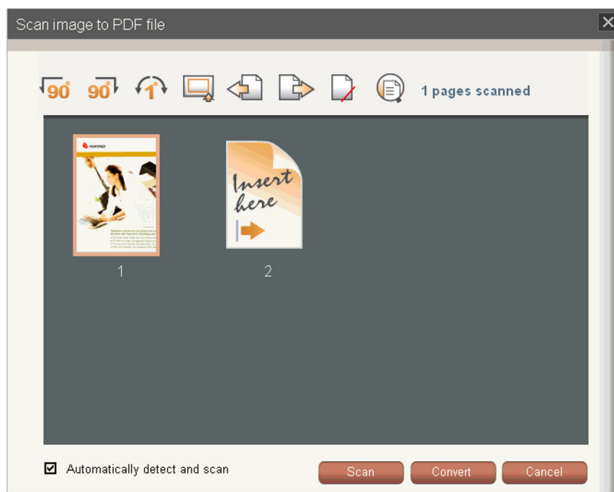 Scan image to PDF file
90° 90° 1° 1 pages scanned
PENPOWER
Insert
here
1 2
Automatically detect and scan Scan Convert Cancel